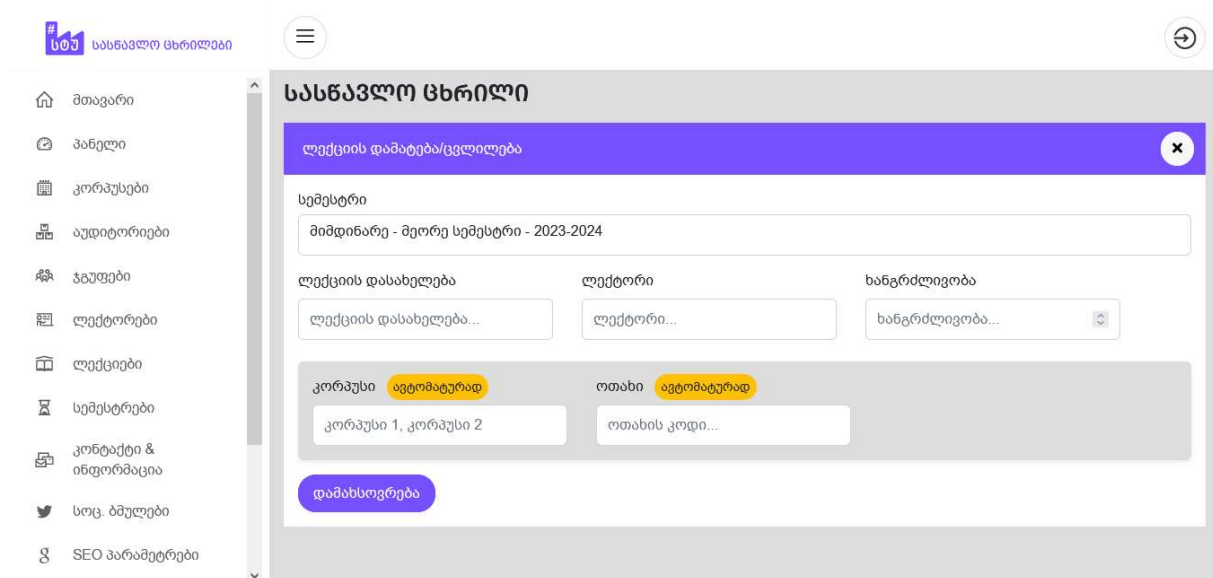 #
სტუ სასწავლო ცხრილები
მთავარი
პანელი
კორპუსები
აუდიტორიები
ჯგუფები
ლექტორები
ლექციები
სემესტრები
კონტაქტი &
ინფორმაცია
სოც. ბმულები
SEO პარამეტრები
სასწავლო ცხრილი
ლექციის დამატება/ცვლილება
სემესტრი
მიმდინარე - მეორე სემესტრი - 2023-2024
ლექციის დასახელება ლექტორი ხანგრძლივობა
ლექციის დასახელება... ლექტორი... ხანგრძლივობა...
კორპუსი ავტომატურად ოთახი ავტომატურად
კორპუსი 1, კორპუსი 2 ოთახის კოდი...
დამახსოვრება